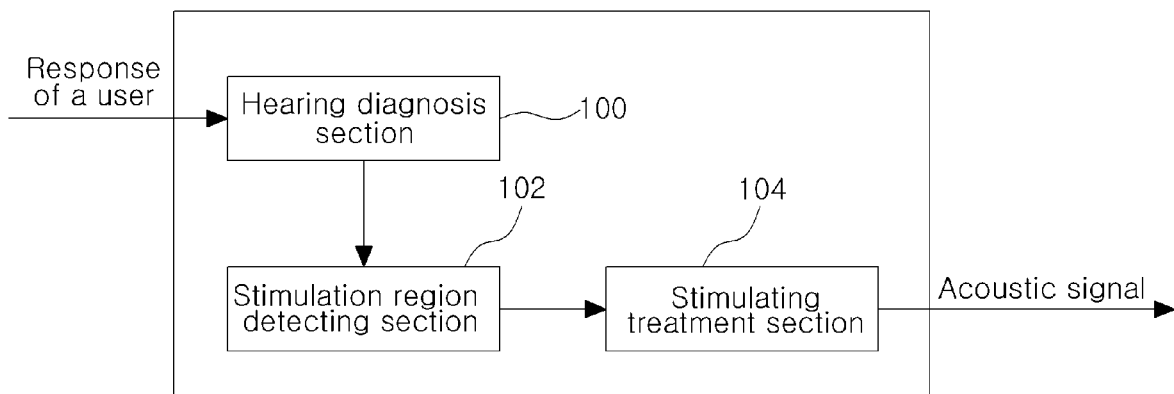 Response
of a user
Hearing diagnosis
section
100
102
104
Stimulation region
detecting section
Stimulating
treatment section
Acoustic signal